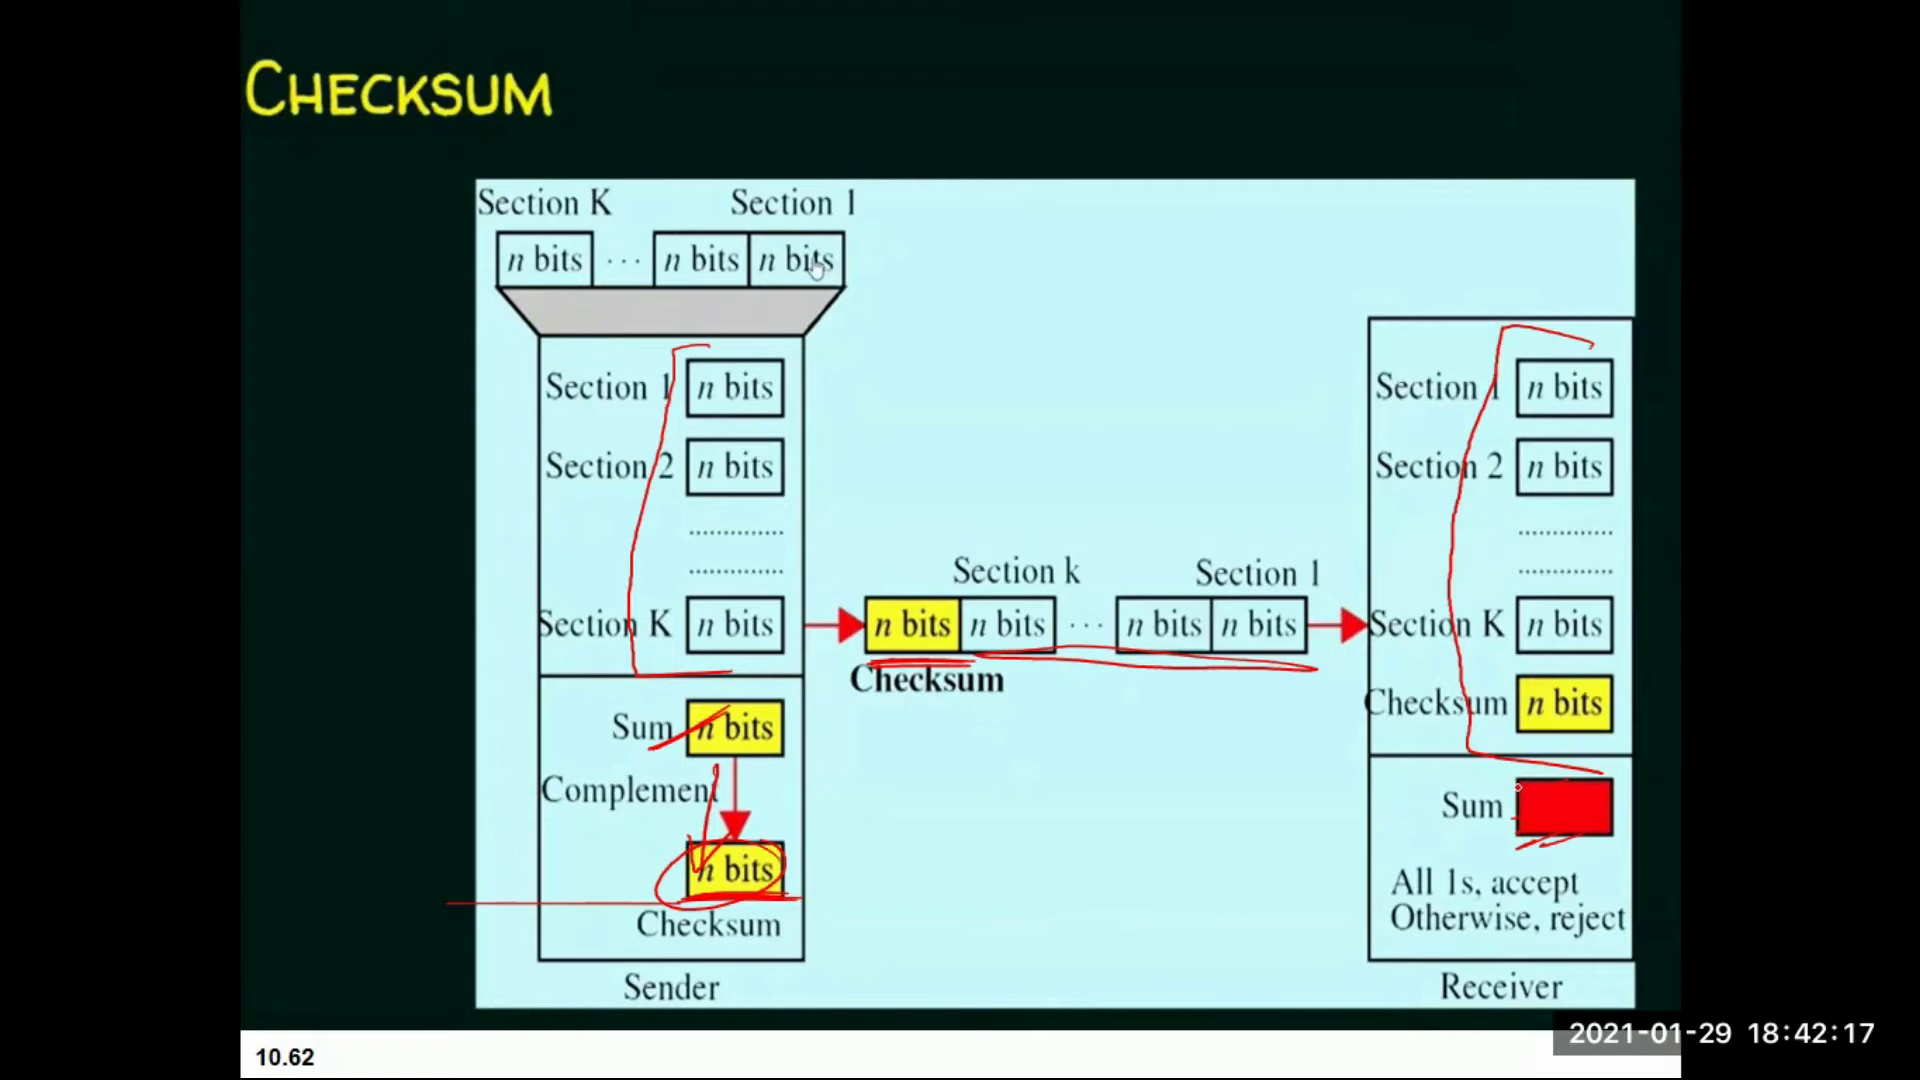 CHECKSUM
Section K Section 1
n bits ... n bits n bits
Section 1 n bits
Section 2 n bits
Section K n bits
Sum n bits
Complement
n bits
Checksum
Sender
Section k Section 1
n bits n bits ... n bits n bits
Checksum
Section 1 n bits
Section 2 n bits
Section K n bits
Checksum n bits
Sum
All 1s, accept
Otherwise, reject
Receiver
2021-01-29 18:42:17
10.62